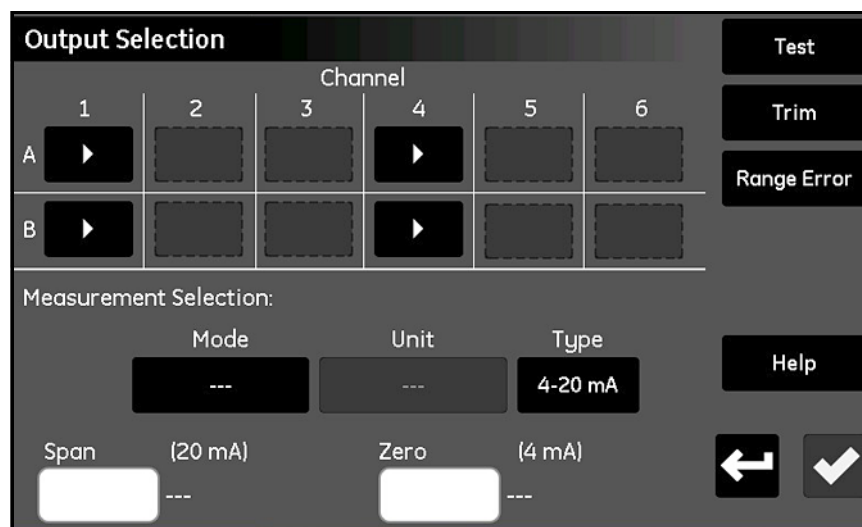 Output Selection
Channel
1 2 3 4 5 6
A
B
Measurement Selection:
Mode Unit Type
--- --- 4-20 mA
Span (20 mA) Zero (4 mA)
--- ---
Test
Trim
Range Error
Help